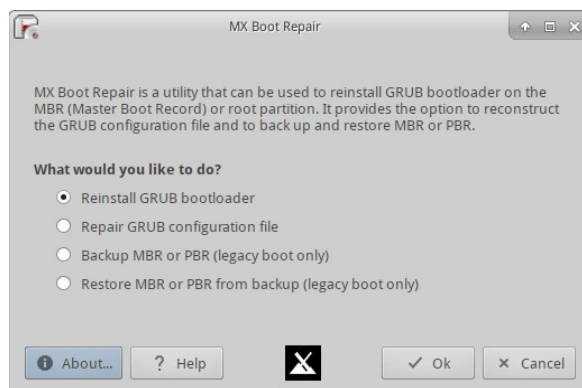 MX Boot Repair
MX Boot Repair is a utility that can be used to reinstall GRUB bootloader on the
MBR (Master Boot Record) or root partition. It provides the option to reconstruct
the GRUB configuration file and to back up and restore MBR or PBR.
What would you like to do?
Reinstall GRUB bootloader
Repair GRUB configuration file
Backup MBR or PBR (legacy boot only)
Restore MBR or PBR from backup (legacy boot only)
About... ? Help Ok Cancel